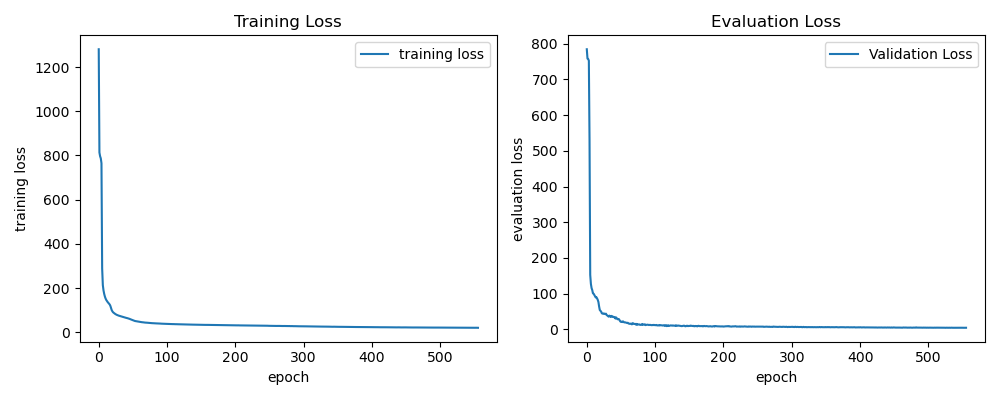 Training Loss
training loss
1200
1000
800
600
400
200
0
training loss
0 100 200 300 400 500
epoch
Evaluation Loss
Validation Loss
800
700
600
500
400
300
200
100
0
evaluation loss
0 100 200 300 400 500
epoch